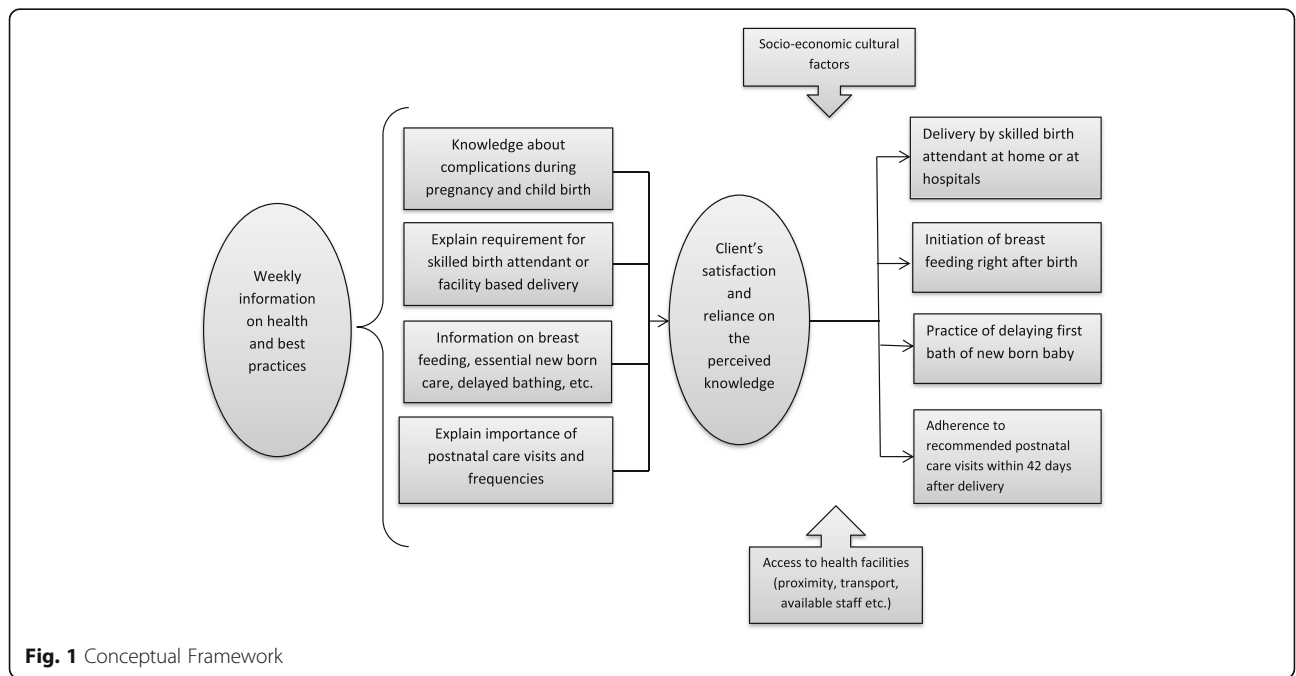 Socio-economic cultural
factors
Weekly
information
on health
and best
practices
Knowledge about
complications during
pregnancy and child birth
Explain requirement for
skilled birth attendant or
facility based delivery
Information on breast
feeding, essential new born
care, delayed bathing, etc.
Explain importance of
postnatal care visits and
frequencies
Client's
satisfaction
and
reliance on
the
perceived
knowledge
Delivery by skilled birth
attendant at home or at
hospitals
Initiation of breast
feeding right after birth
Practice of delaying first
bath of new born baby
Adherence to
recommended postnatal
care visits within 42 days
after delivery
Access to health facilities
(proximity, transport,
available staff etc.)
Fig. 1 Conceptual Framework